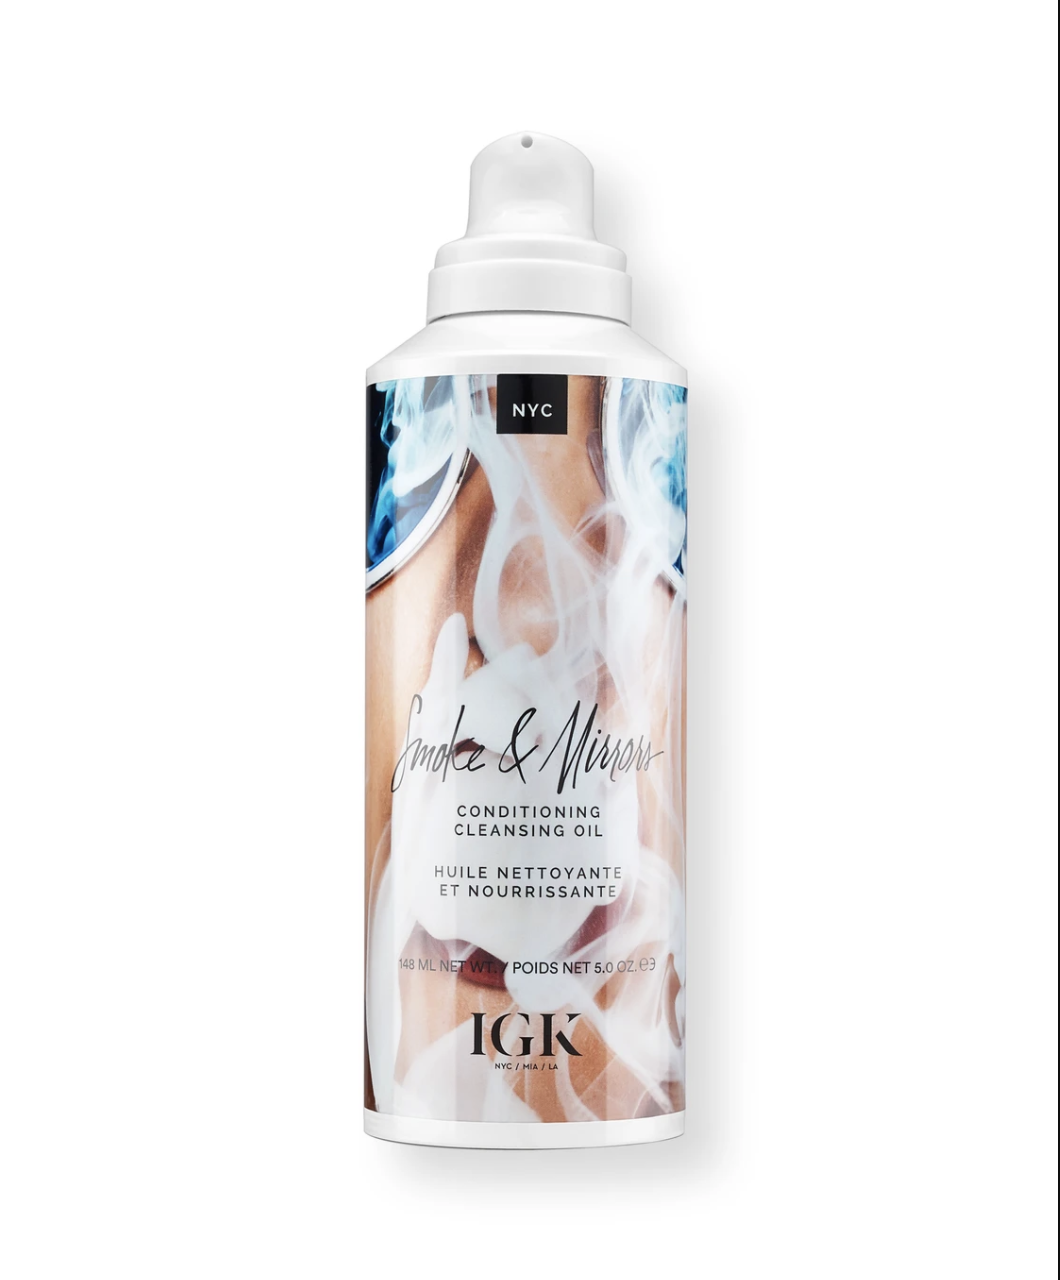 NYC
Smoke & Mirrors
CONDITIONING
CLEANSING OIL
HUILE NETTOYANTE
ET NOURRISSANTE
148 ML NET WT. / POIDS NET 5.0 OZ. ℮
IGK
NYC / MIA / LA